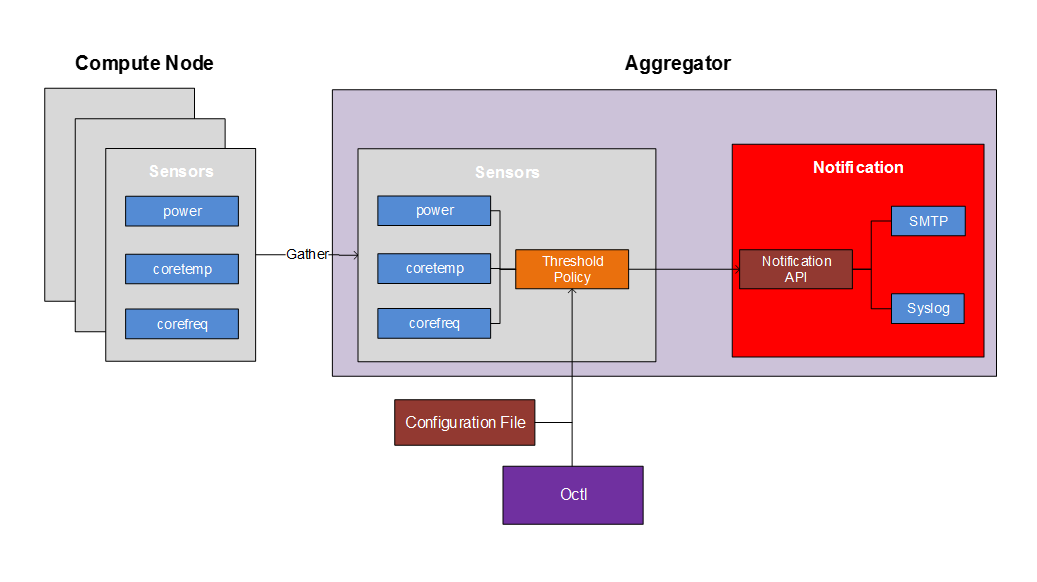 Compute Node
Aggregator
Sensors
power
coretemp
corefreq
Gather
Sensors
power
coretemp
corefreq
Threshold
Policy
Notification
Notification
API
SMTP
Syslog
Configuration File
Octl